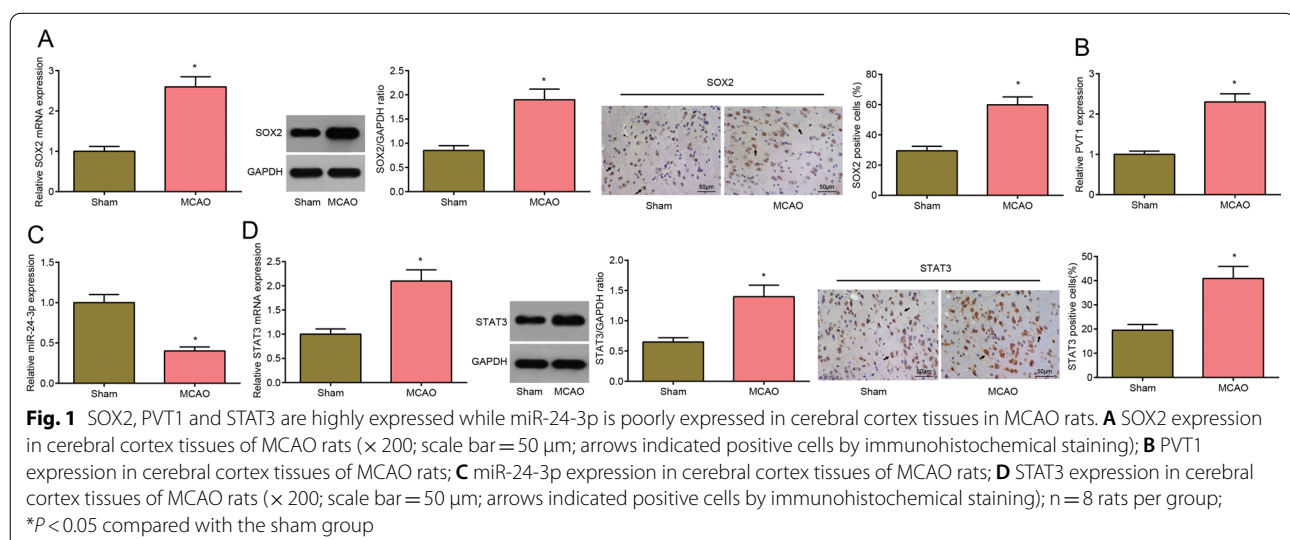 A
B
Relative SOX2 mRNA expression
3
2
1
0
*
Sham
MCAO
SOX2
GAPDH
Sham MCAO
SOX2/GAPDH ratio
2.5
2.0
1.5
1.0
0.5
0.0
*
Sham
MCAO
SOX2
50μm
50μm
Sham
MCAO
SOX2 positive cells (%)
80
60
40
20
0
*
Sham
MCAO
Relative PVT1 expression
3
2
1
0
*
Sham
MCAO
C
D
Relative miR-24-3p expression
1.5
1.0
0.5
0.0
*
Sham
MCAO
Relative STAT3 mRNA expression
2.5
2.0
1.5
1.0
0.5
0.0
*
Sham
MCAO
STAT3
GAPDH
Sham MCAO
STAT3/GAPDH ratio
2.0
1.5
1.0
0.5
0.0
*
Sham
MCAO
STAT3
50μm
50μm
Sham
MCAO
STAT3 positive cells(%)
50
40
30
20
10
0
*
Sham
MCAO
Fig. 1 SOX2, PVT1 and STAT3 are highly expressed while miR-24-3p is poorly expressed in cerebral cortex tissues in MCAO rats. A SOX2 expression
in cerebral cortex tissues of MCAO rats (× 200; scale bar = 50 μm; arrows indicated positive cells by immunohistochemical staining); B PVT1
expression in cerebral cortex tissues of MCAO rats; C miR-24-3p expression in cerebral cortex tissues of MCAO rats; D STAT3 expression in cerebral
cortex tissues of MCAO rats (× 200; scale bar = 50 μm; arrows indicated positive cells by immunohistochemical staining); n = 8 rats per group;
*P < 0.05 compared with the sham group